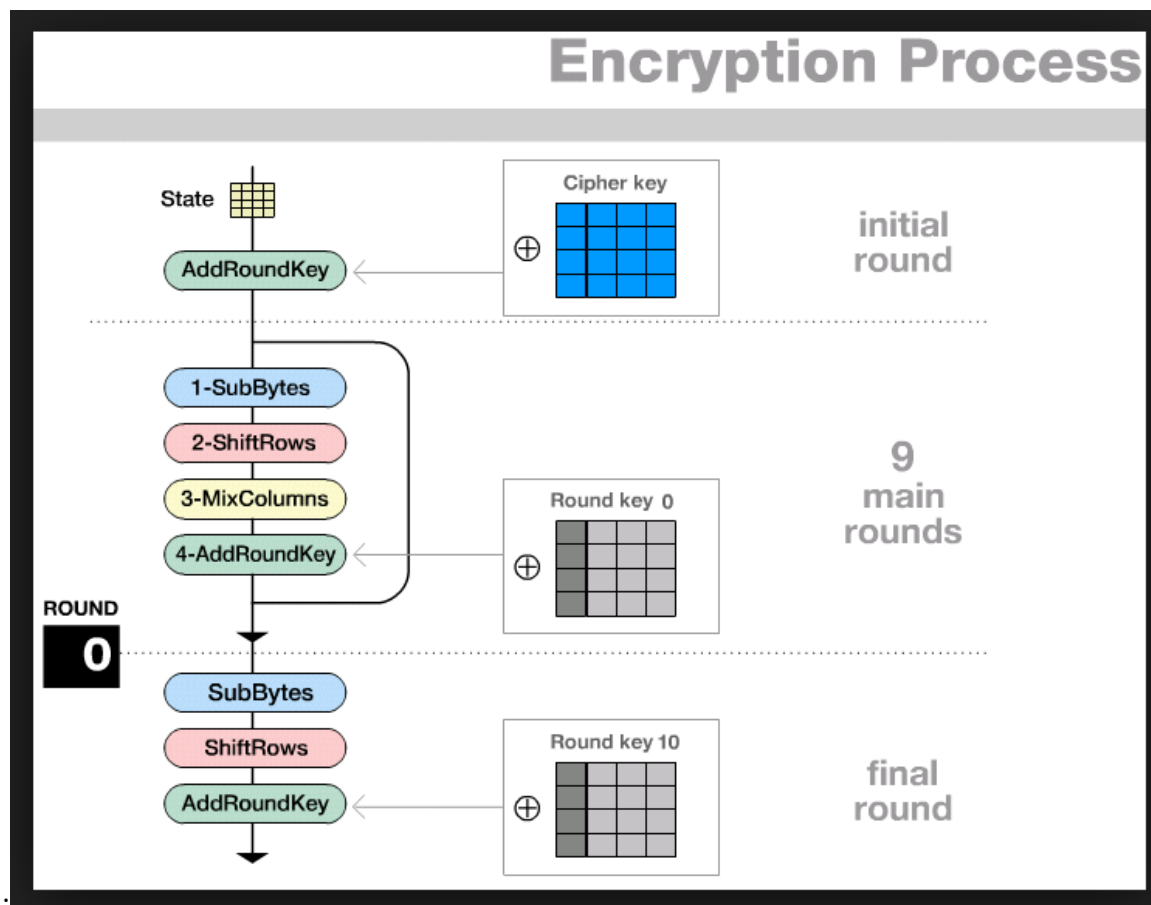 Encryption Process
State
Cipher key
initial
round
AddRoundKey
1-SubBytes
2-ShiftRows
3-MixColumns
4-AddRoundKey
Round key 0
9
main
rounds
ROUND
0
SubBytes
ShiftRows
AddRoundKey
Round key 10
final
round
.